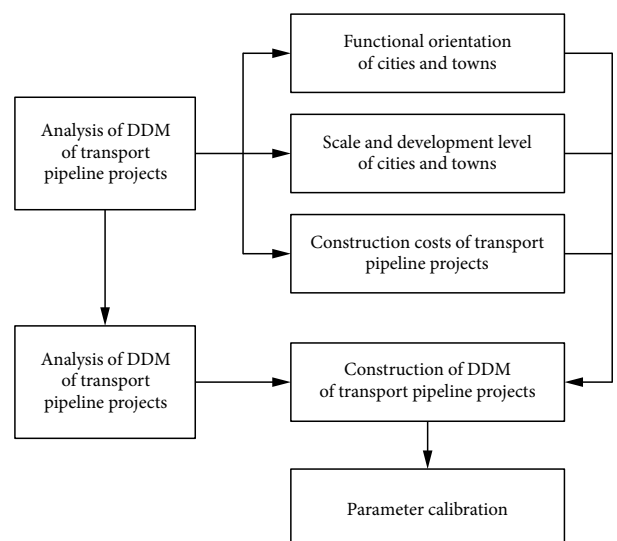 Functional orientation
of cities and towns
Analysis of DDM
of transport
pipeline projects
Scale and development level
of cities and towns
Construction costs of transport
pipeline projects
Analysis of DDM
of transport
pipeline projects
Construction of DDM
of transport pipeline projects
Parameter calibration